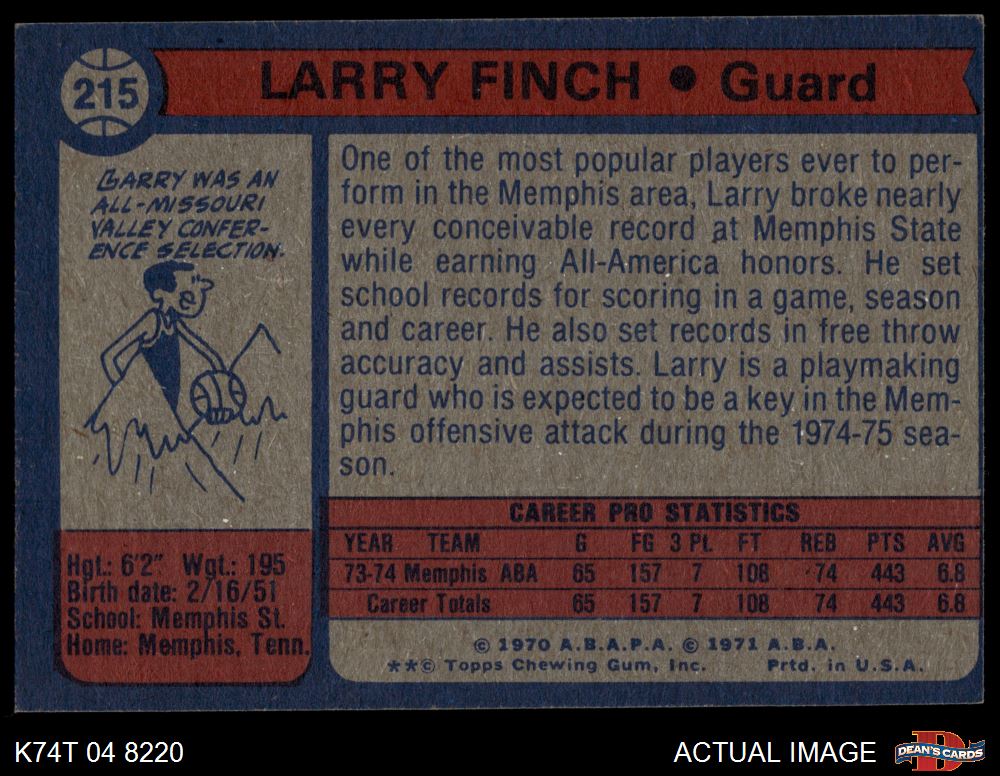 215
LARRY FINCH • Guard
LARRY WAS AN
ALL-MISSOURI
VALLEY CONFER-
ENCE SELECTION.
One of the most popular players ever to per-
form in the Memphis area, Larry broke nearly
every conceivable record at Memphis State
while earning All-America honors. He set
school records for scoring in a game, season
and career. He also set records in free throw
accuracy and assists. Larry is a playmaking
guard who is expected to be a key in the Mem-
phis offensive attack during the 1974-75 sea-
son.
Hgt.: 6'2" Wgt.: 195
Birth date: 2/16/51
School: Memphis St.
Home: Memphis, Tenn.
CAREER PRO STATISTICS
YEAR TEAM G FG 3 PL FT REB PTS AVG
73-74 Memphis ABA 65 157 7 108 74 443 6.8
Career Totals 65 157 7 108 74 443 6.8
© 1970 A.B.A.P.A. © 1971 A.B.A.
**© Topps Chewing Gum, Inc. Prtd. in U.S.A.
K74T 04 8220
ACTUAL IMAGE
DEAN'S CARDS